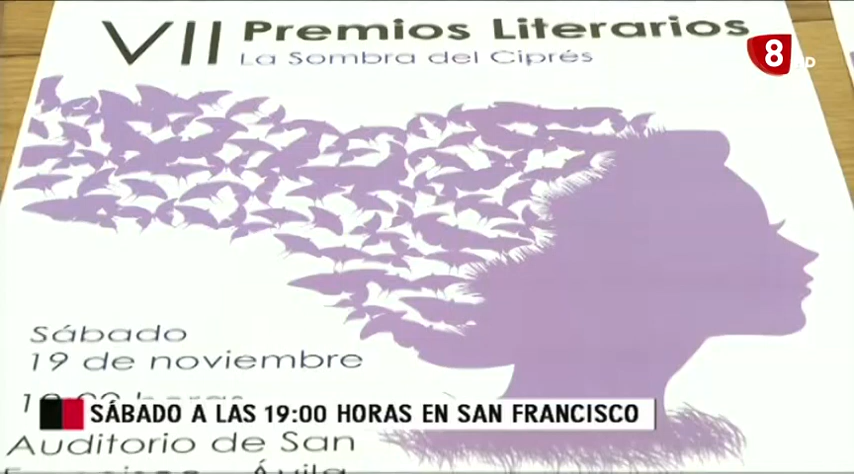 VII Premios Literarios
La Sombra del Ciprés
8
Sábado
19 de noviembre
SÁBADO A LAS 19:00 HORAS EN SAN FRANCISCO
Auditorio de San
Ávila